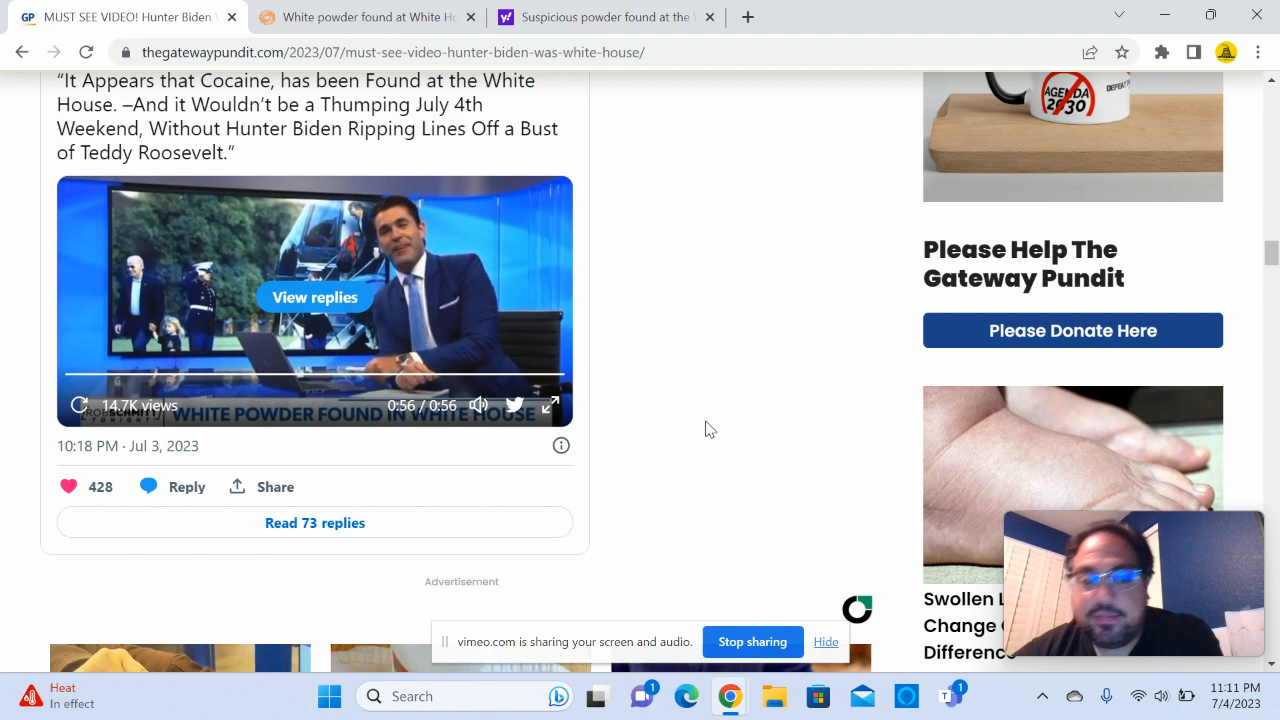 MUST SEE VIDEO! Hunter Biden
White powder found at White Ho
Suspicious powder found at the
thegatewaypundit.com/2023/07/must-see-video-hunter-biden-was-white-house/
“It Appears that Cocaine, has been Found at the White
House. –And it Wouldn’t be a Thumping July 4th
Weekend, Without Hunter Biden Ripping Lines Off a Bust
of Teddy Roosevelt.”
View replies
14.7K views
0:56 / 0:56
WHITE POWDER FOUND IN WHITE HOUSE
10:18 PM · Jul 3, 2023
428
Reply
Share
Read 73 replies
Advertisement
AGENDA
2030
Please Help The
Gateway Pundit
Please Donate Here
Swollen L
Change
Difference
vimeo.com is sharing your screen and audio.
Stop sharing
Hide
Heat
In effect
Search
1
1
11:11 PM
7/4/2023